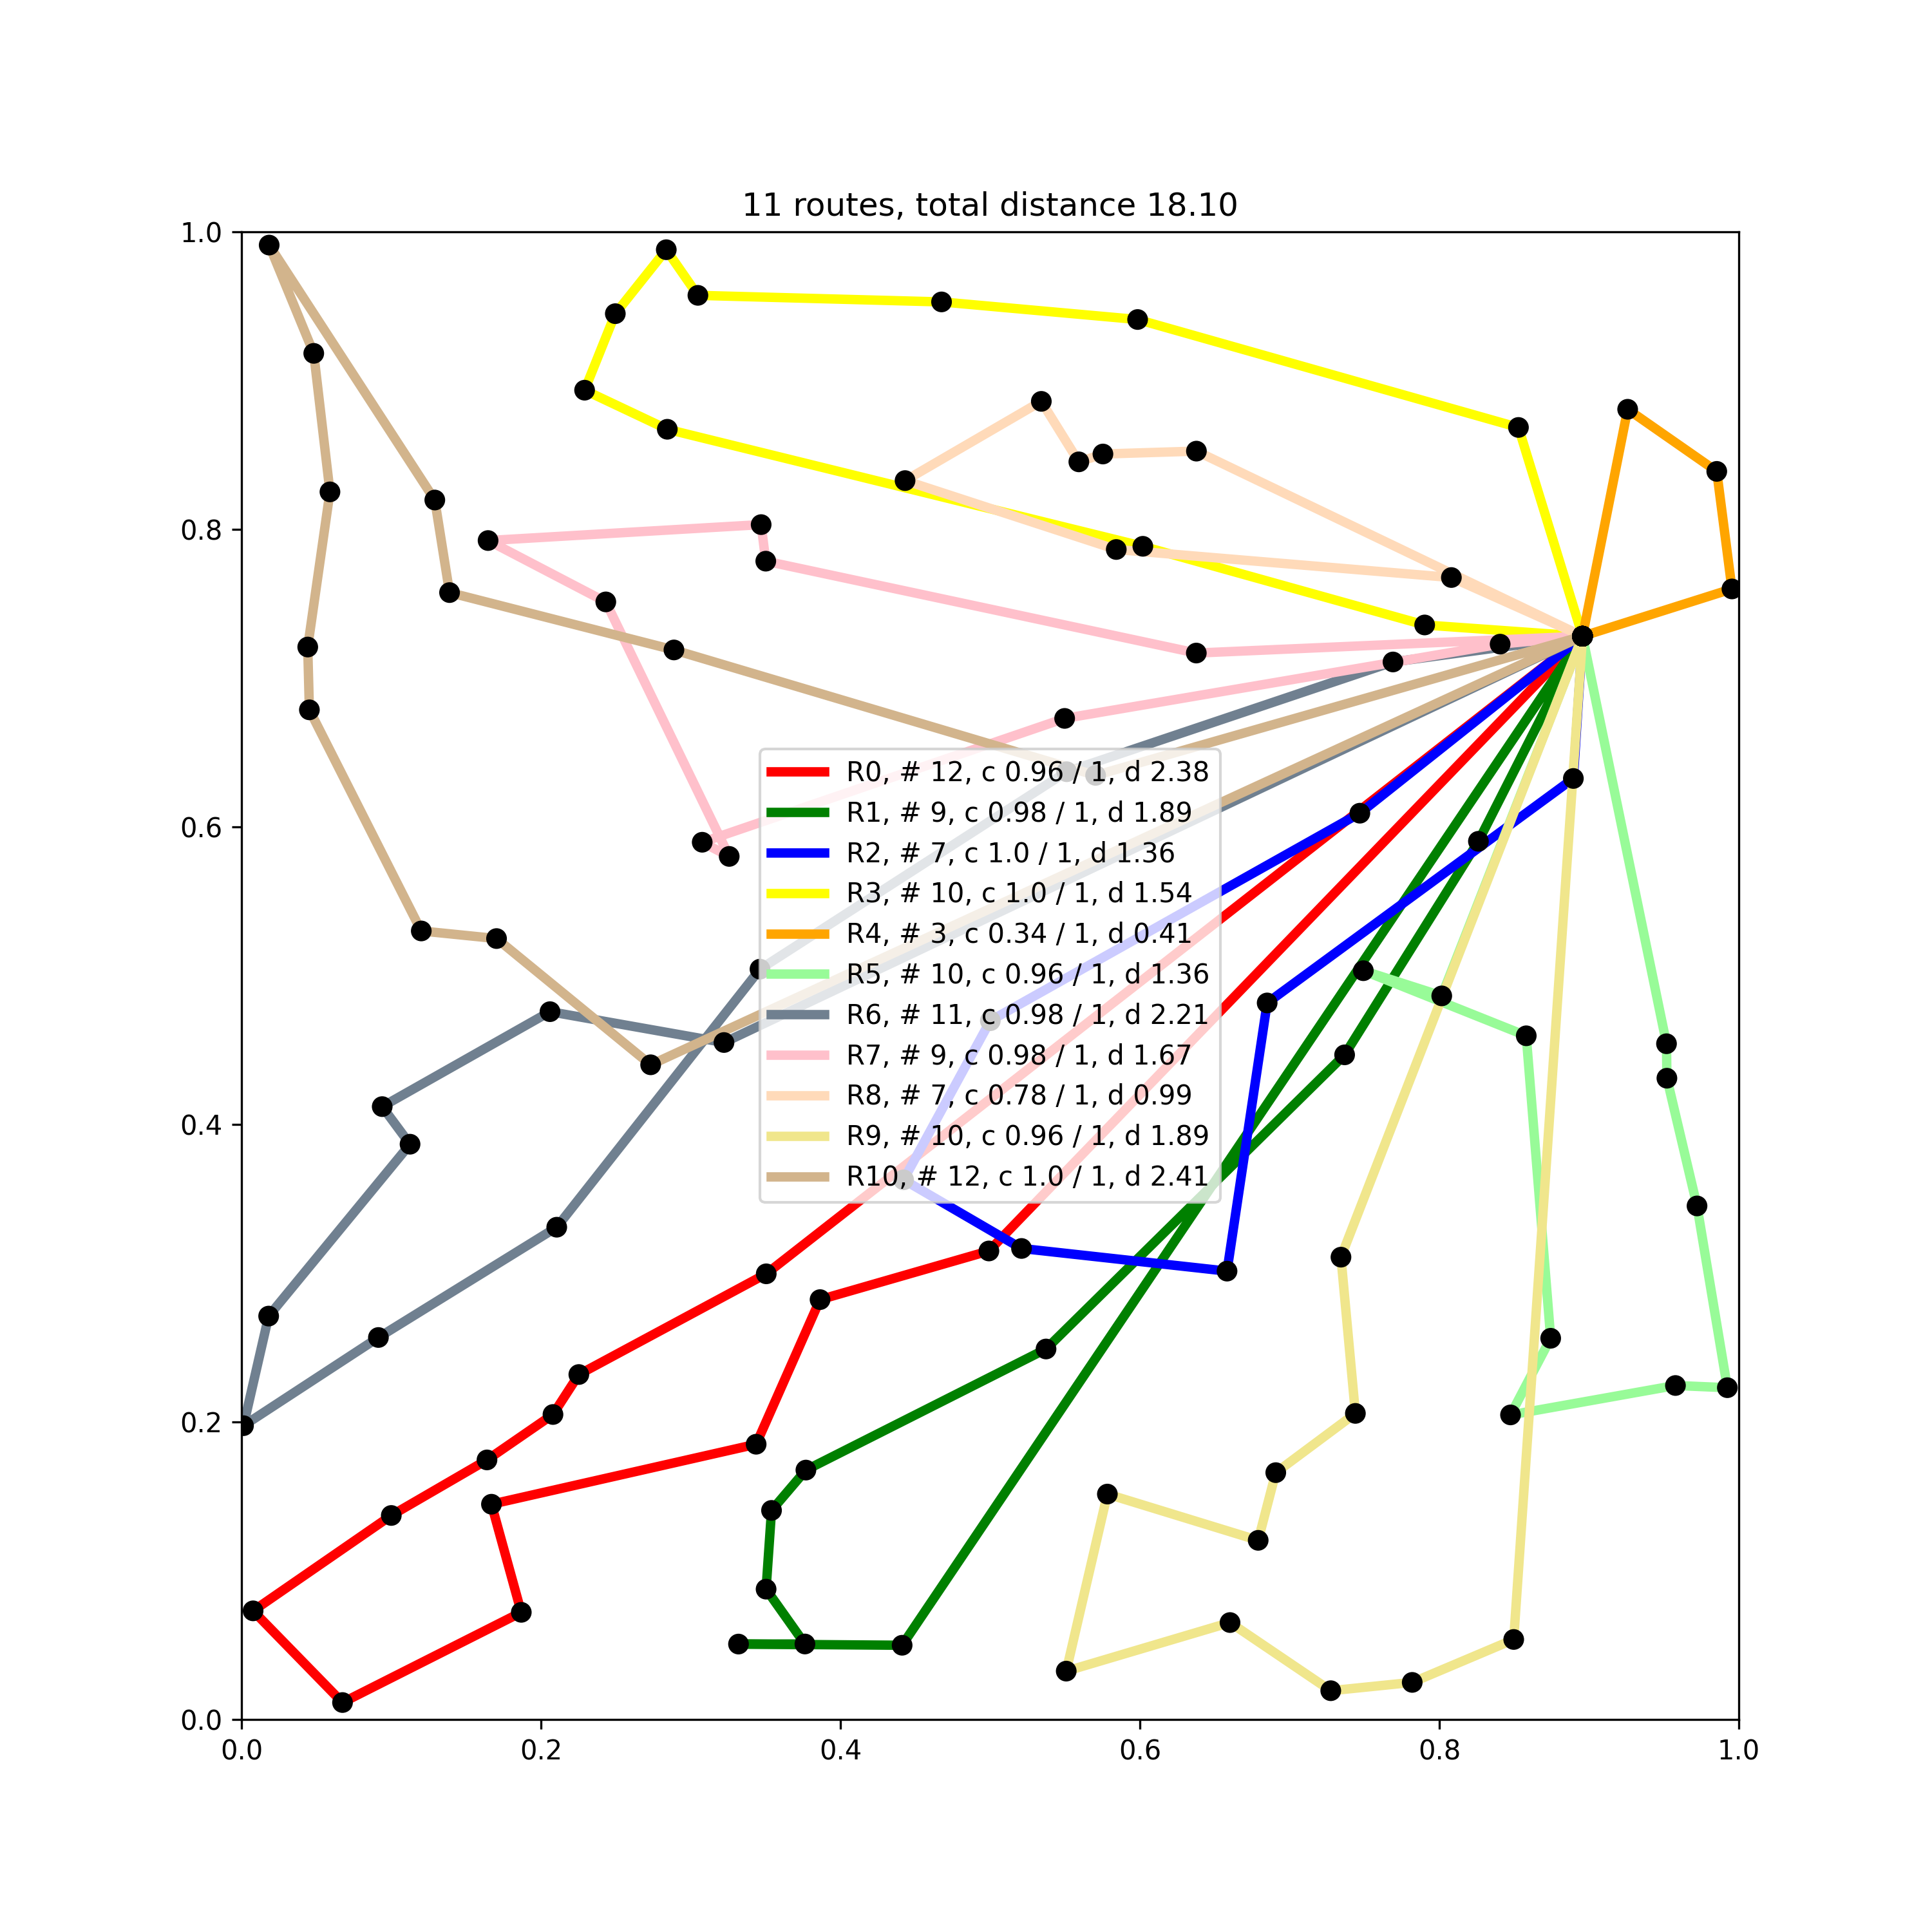 11 routes, total distance 18.10
1.0
0.8
0.6
0.4
0.2
0.0
R0, # 12, c 0.96 / 1, d 2.38
R1, # 9, c 0.98 / 1, d 1.89
R2, # 7, c 1.0 / 1, d 1.36
R3, # 10, c 1.0 / 1, d 1.54
R4, # 3, c 0.34 / 1, d 0.41
R5, # 10, c 0.96 / 1, d 1.36
R6, # 11, c 0.98 / 1, d 2.21
R7, # 9, c 0.98 / 1, d 1.67
R8, # 7, c 0.78 / 1, d 0.99
R9, # 10, c 0.96 / 1, d 1.89
R10, # 12, c 1.0 / 1, d 2.41
0.0 0.2 0.4 0.6 0.8 1.0